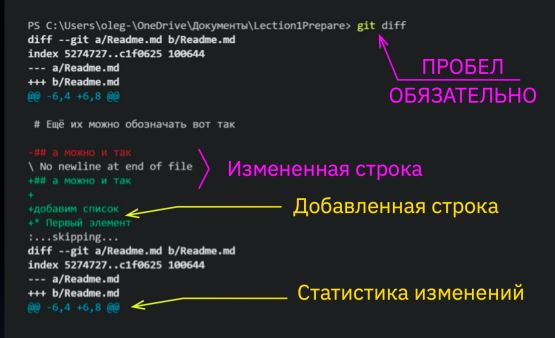 PS C:\Users\oleg-\OneDrive\Документы\Lection1Prepare> git diff
diff --git a/Readme.md b/Readme.md
index 5274727..c1f0625 100644
--- a/Readme.md
+++ b/Readme.md
@@ -6,4 +6,8 @@
ПРОБЕЛ
ОБЯЗАТЕЛЬНО
# Ещё их можно обозначать вот так
-## а можно и так
\ No newline at end of file
+## а можно и так
Измененная строка
+
+добавим список
Добавленная строка
+* Первый элемент
:...skipping...
diff --git a/Readme.md b/Readme.md
index 5274727..c1f0625 100644
--- a/Readme.md
+++ b/Readme.md
@@ -6,4 +6,8 @@
Статистика изменений